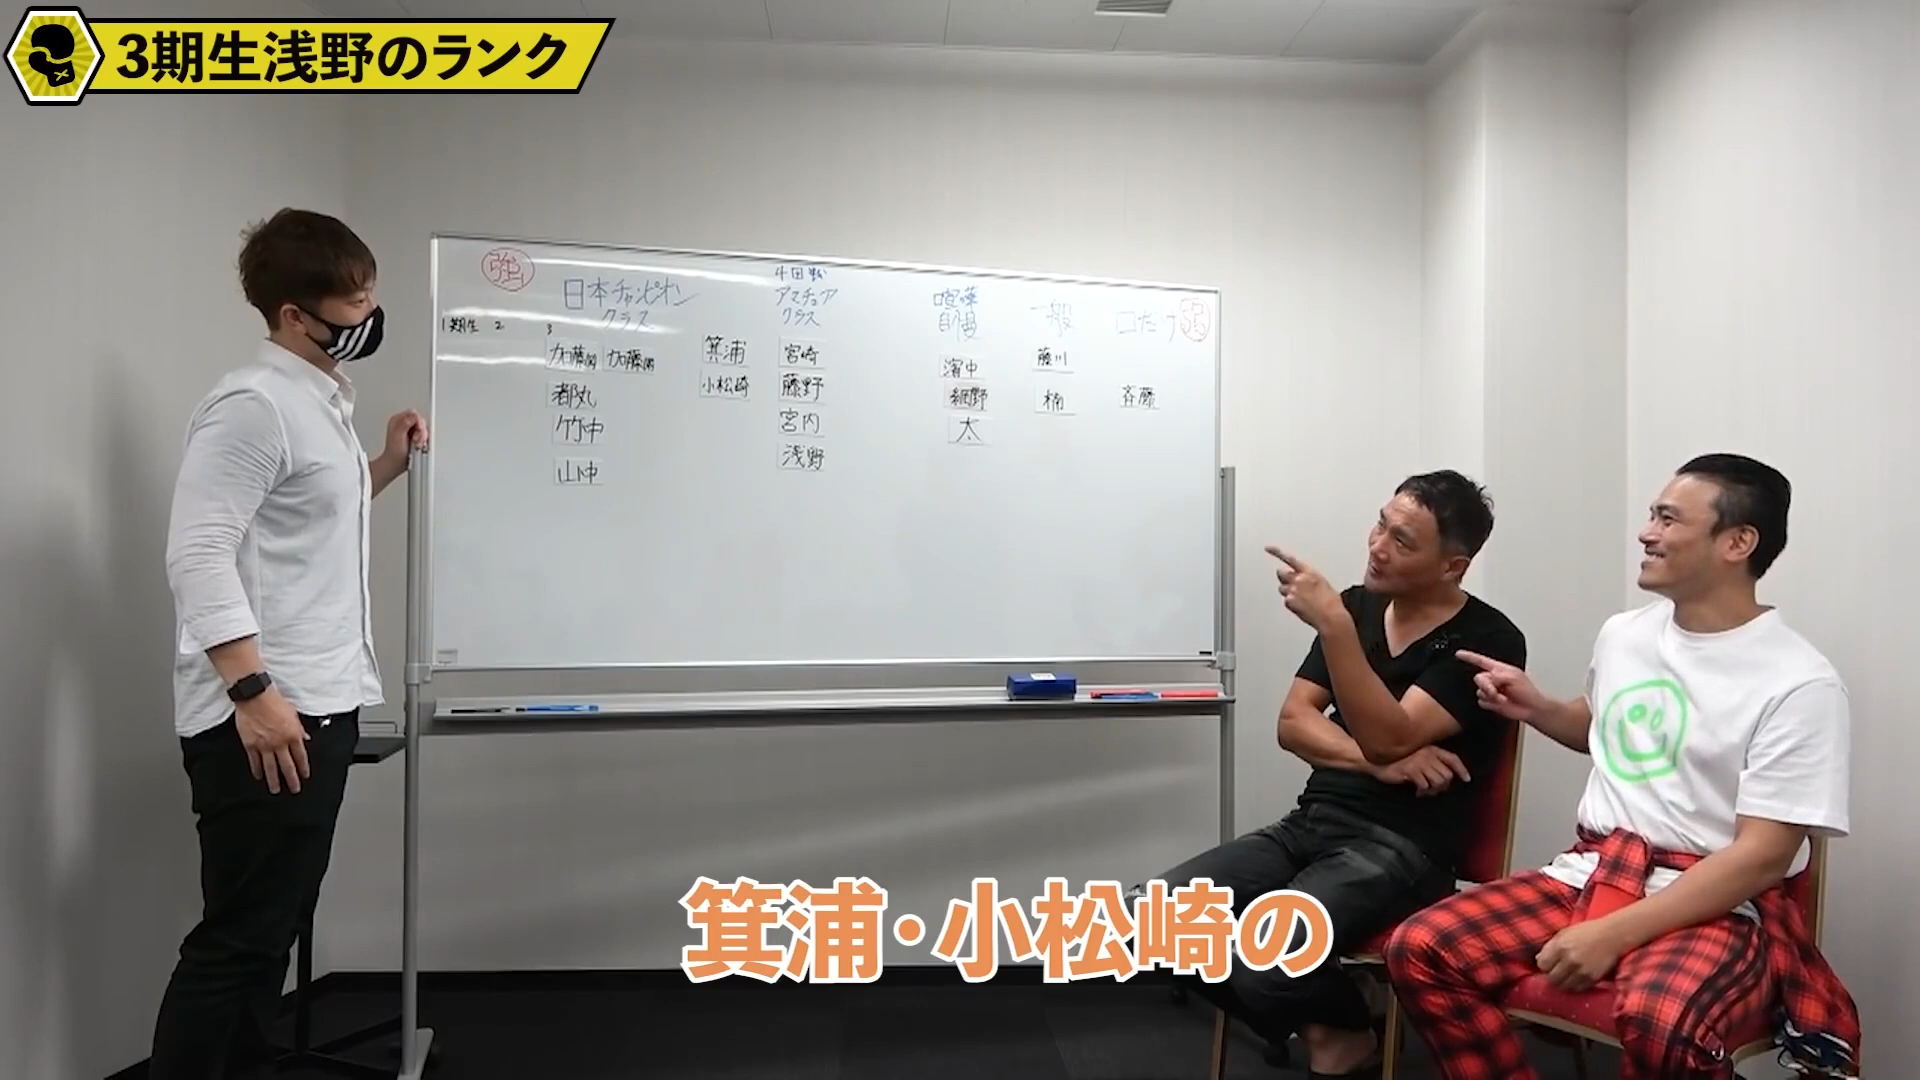 3期生浅野のランク
強
日本チャンピオン
クラス
4回戦
アマチュア
クラス
喧嘩
自慢
一般
口だけ
弱
1期生 2 3
加藤 加藤 箕浦 宮崎 濱中 藤川
都丸 小松崎 藤野 細野 楠 斉藤
竹中 宮内 太
山中 浅野
箕浦・小松崎の